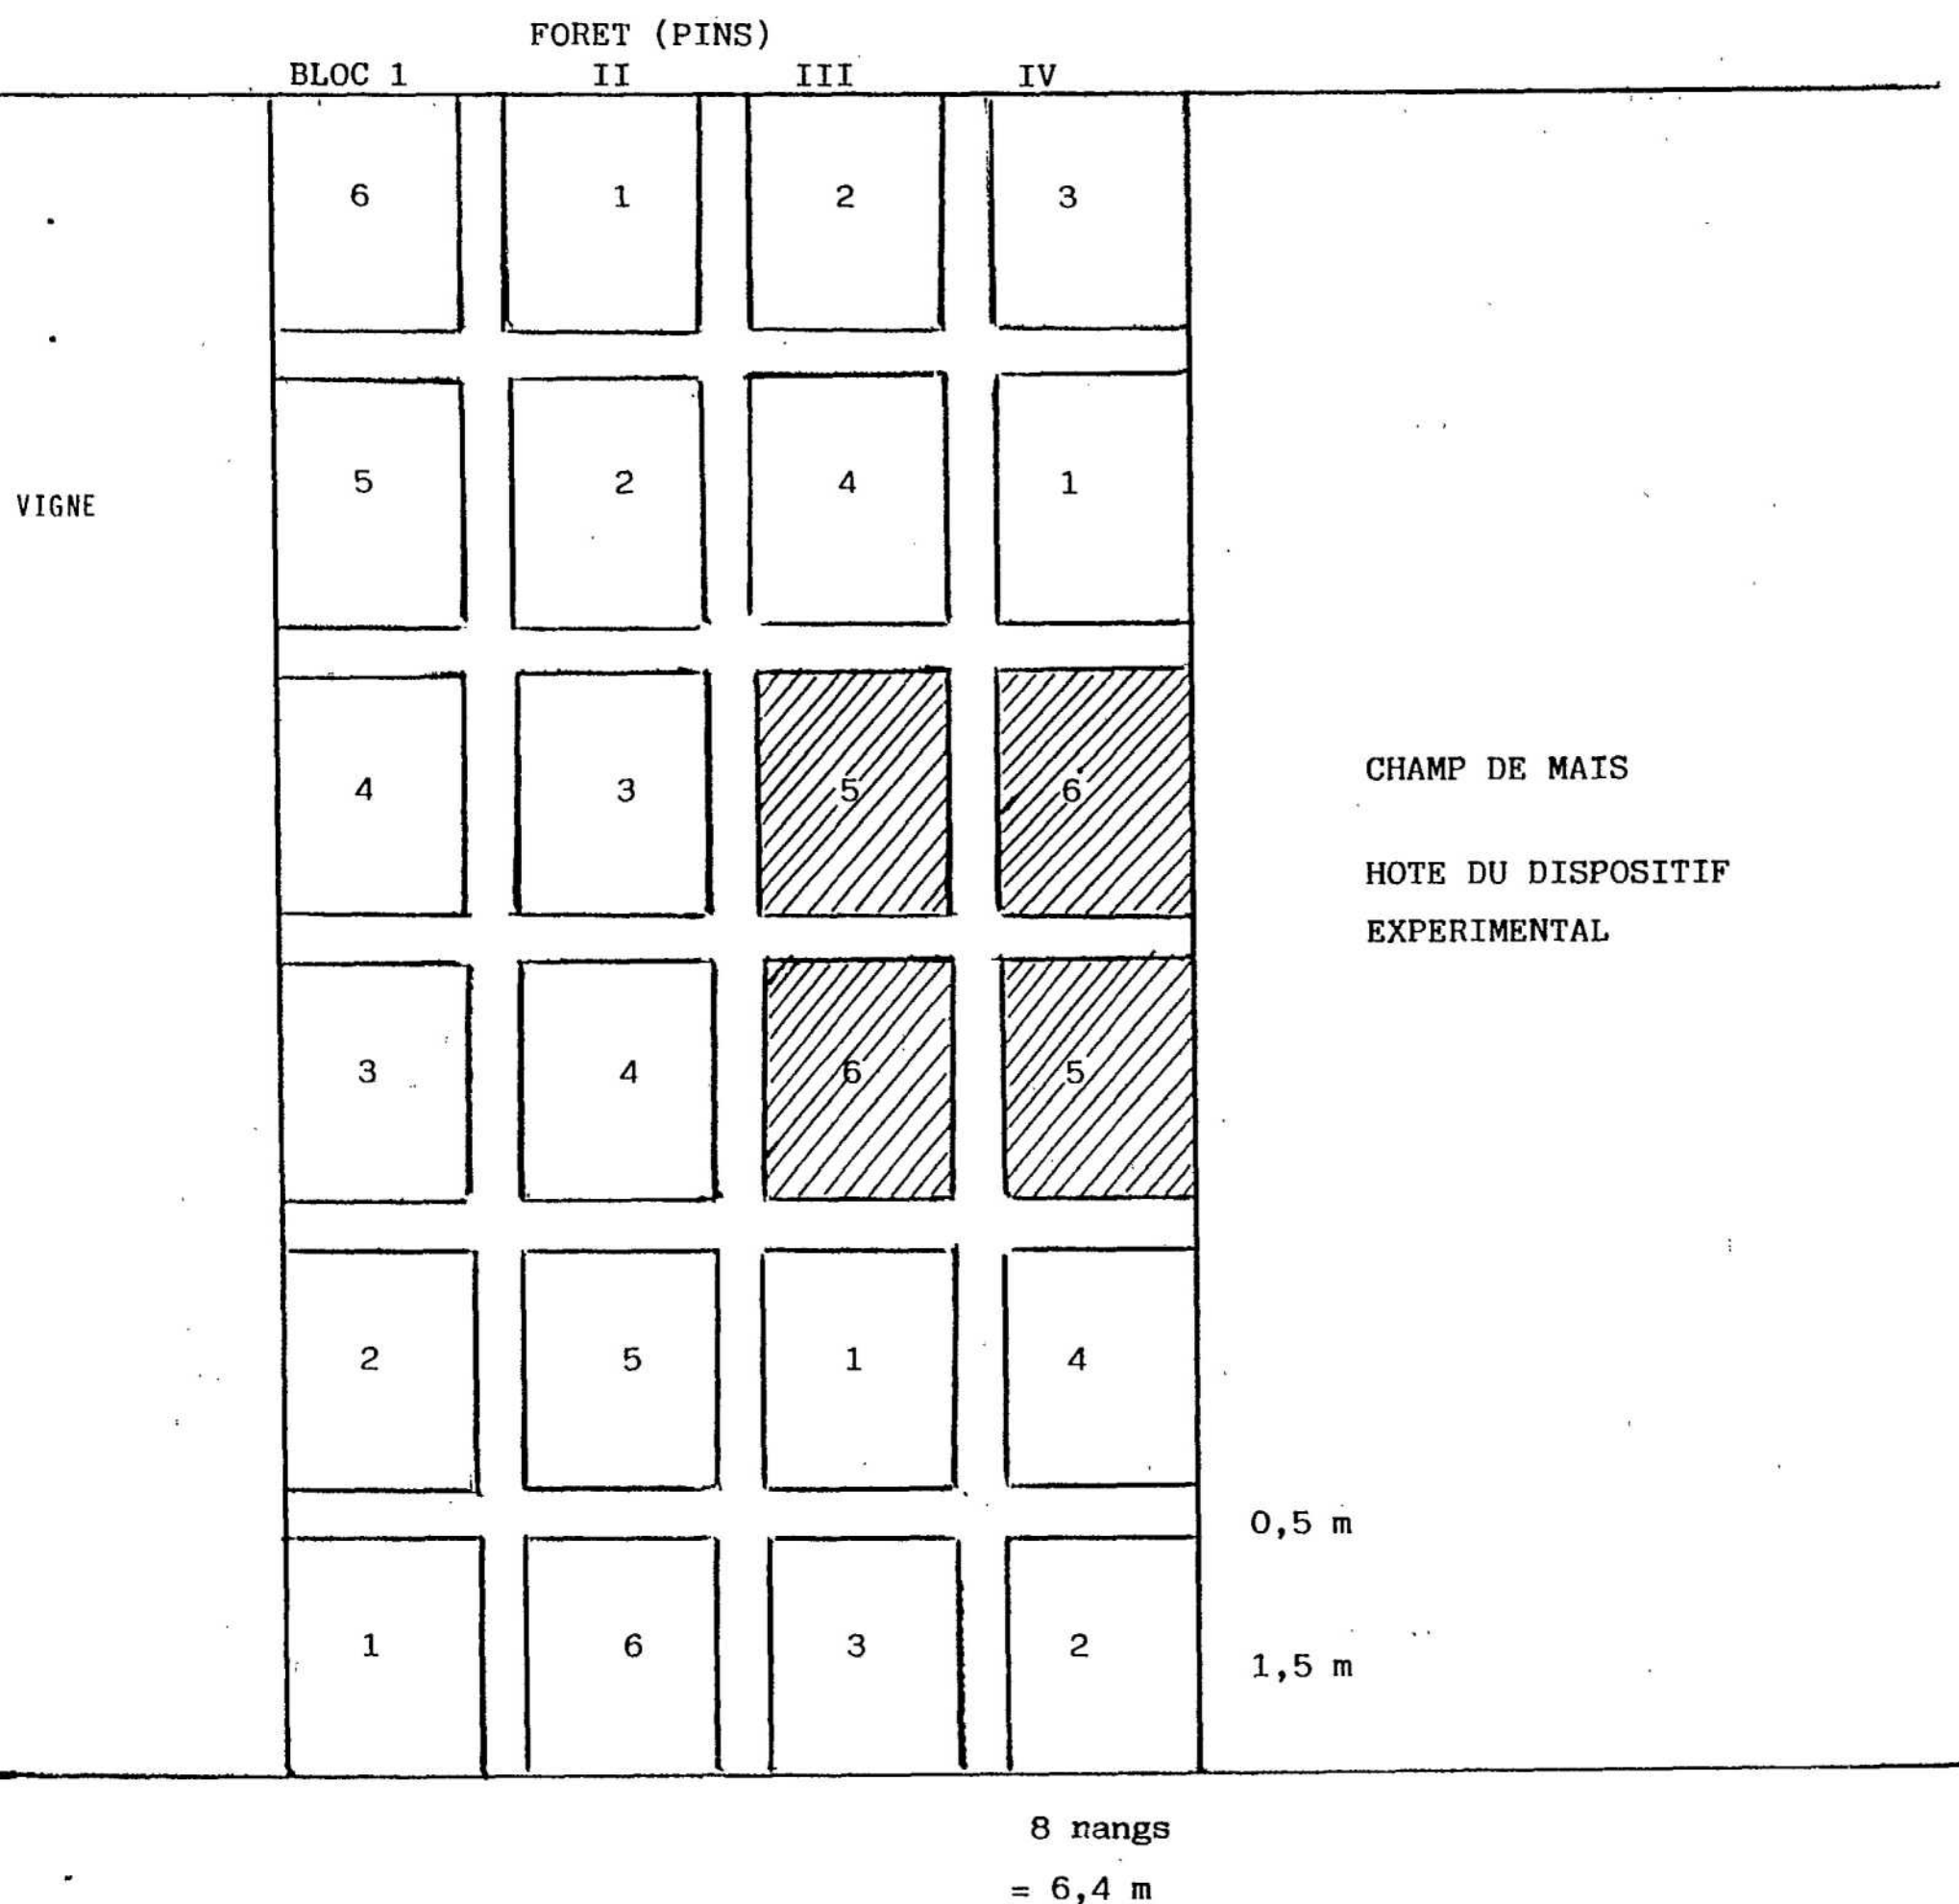 FORET (PINS)
BLOC 1 II III IV
6 1 2 3
5 2 4 1
VIGNE
4 3 5 6
CHAMP DE MAIS
HOTE DU DISPOSITIF
EXPERIMENTAL
3 4 6 5
2 5 1 4
0,5 m
1 6 3 2
1,5 m
8 nangs
= 6,4 m